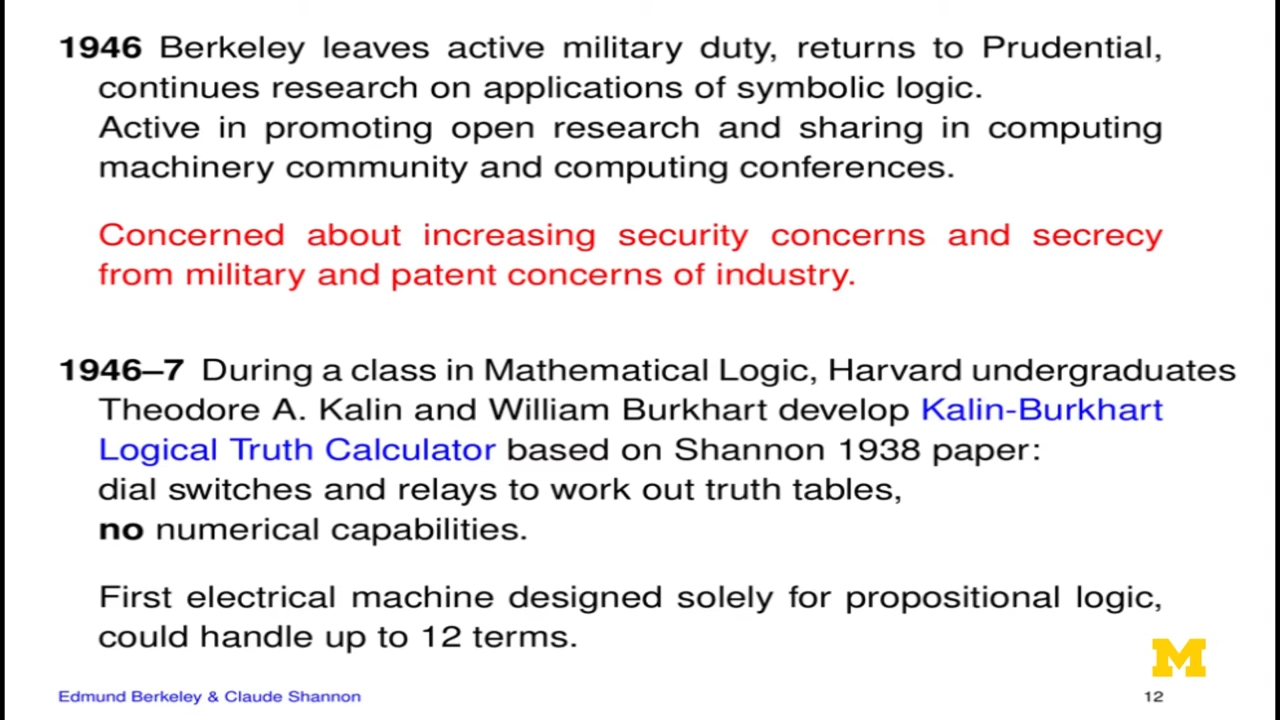 1946 Berkeley leaves active military duty, returns to Prudential,
continues research on applications of symbolic logic.
Active in promoting open research and sharing in computing
machinery community and computing conferences.
Concerned about increasing security concerns and secrecy
from military and patent concerns of industry.
1946–7 During a class in Mathematical Logic, Harvard undergraduates
Theodore A. Kalin and William Burkhart develop Kalin-Burkhart
Logical Truth Calculator based on Shannon 1938 paper:
dial switches and relays to work out truth tables,
no numerical capabilities.
First electrical machine designed solely for propositional logic,
could handle up to 12 terms.
M
Edmund Berkeley & Claude Shannon
12